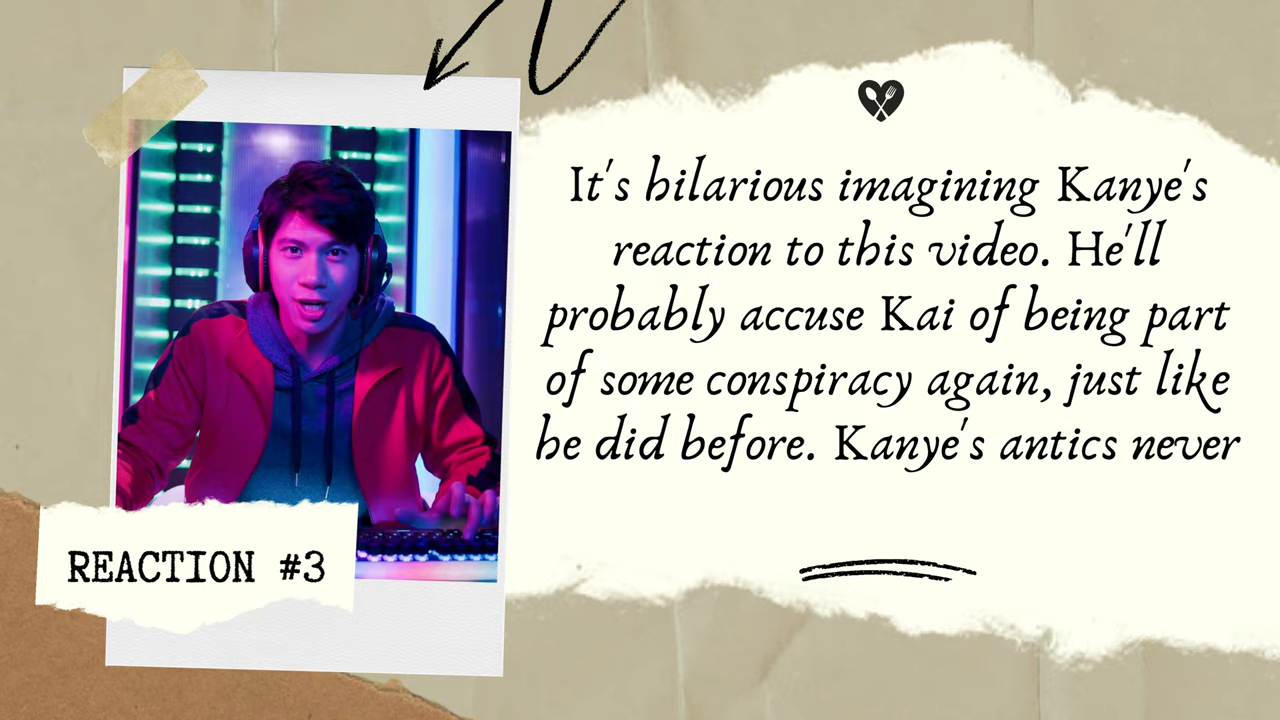 It's hilarious imagining Kanye's
reaction to this video. He'll
probably accuse Kai of being part
of some conspiracy again, just like
he did before. Kanye's antics never
REACTION #3